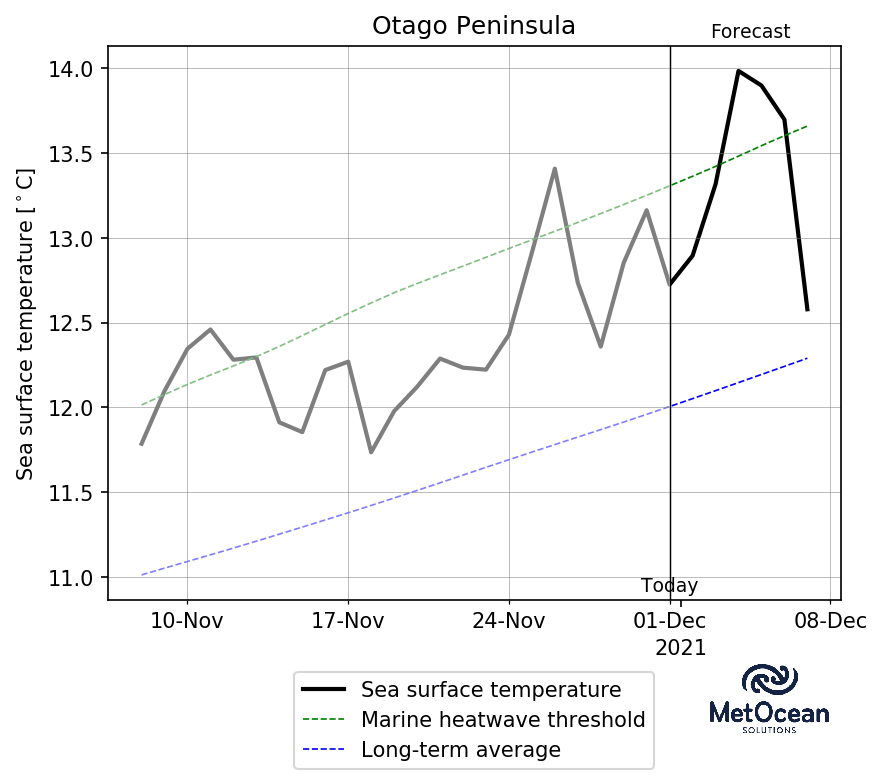 Otago Peninsula
Forecast
Sea surface temperature [°C]
14.0
13.5
13.0
12.5
12.0
11.5
11.0
Today
10-Nov 17-Nov 24-Nov 01-Dec 08-Dec
2021
Sea surface temperature
Marine heatwave threshold
Long-term average
MetOcean
SOLUTIONS